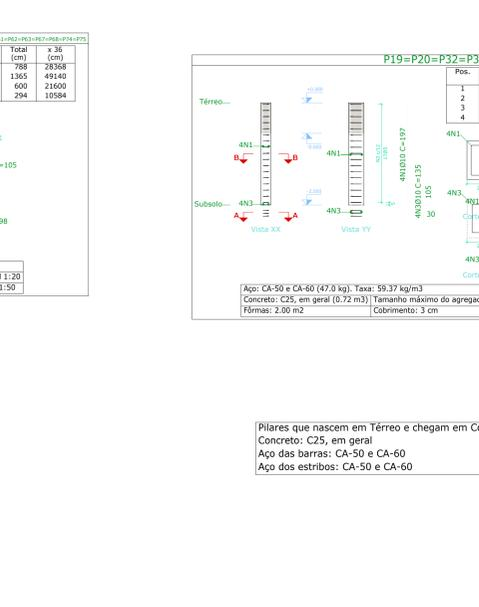 1=P62=P63=P67=P68=P74=P75
Total (cm) x 36 (cm)
788 28368
1365 49140
600 21600
294 10584
=105
98
1:20
1:50
P19=P20=P32=P3
Pos.
1
2
3
4
Térreo
4N1
B B
Subsolo
4N3
A A
Vista XX
4N1
4N3
Vista YY
4N1Ø10 C=197
4N3Ø10 C=135
105
30
4N1
4N3
4N3
Aço: CA-50 e CA-60 (47.0 kg). Taxa: 59.37 kg/m3
Concreto: C25, em geral (0.72 m3) Tamanho máximo do agrega
Fôrmas: 2.00 m2 Cobrimento: 3 cm
Pilares que nascem em Térreo e chegam em Co
Concreto: C25, em geral
Aço das barras: CA-50 e CA-60
Aço dos estribos: CA-50 e CA-60